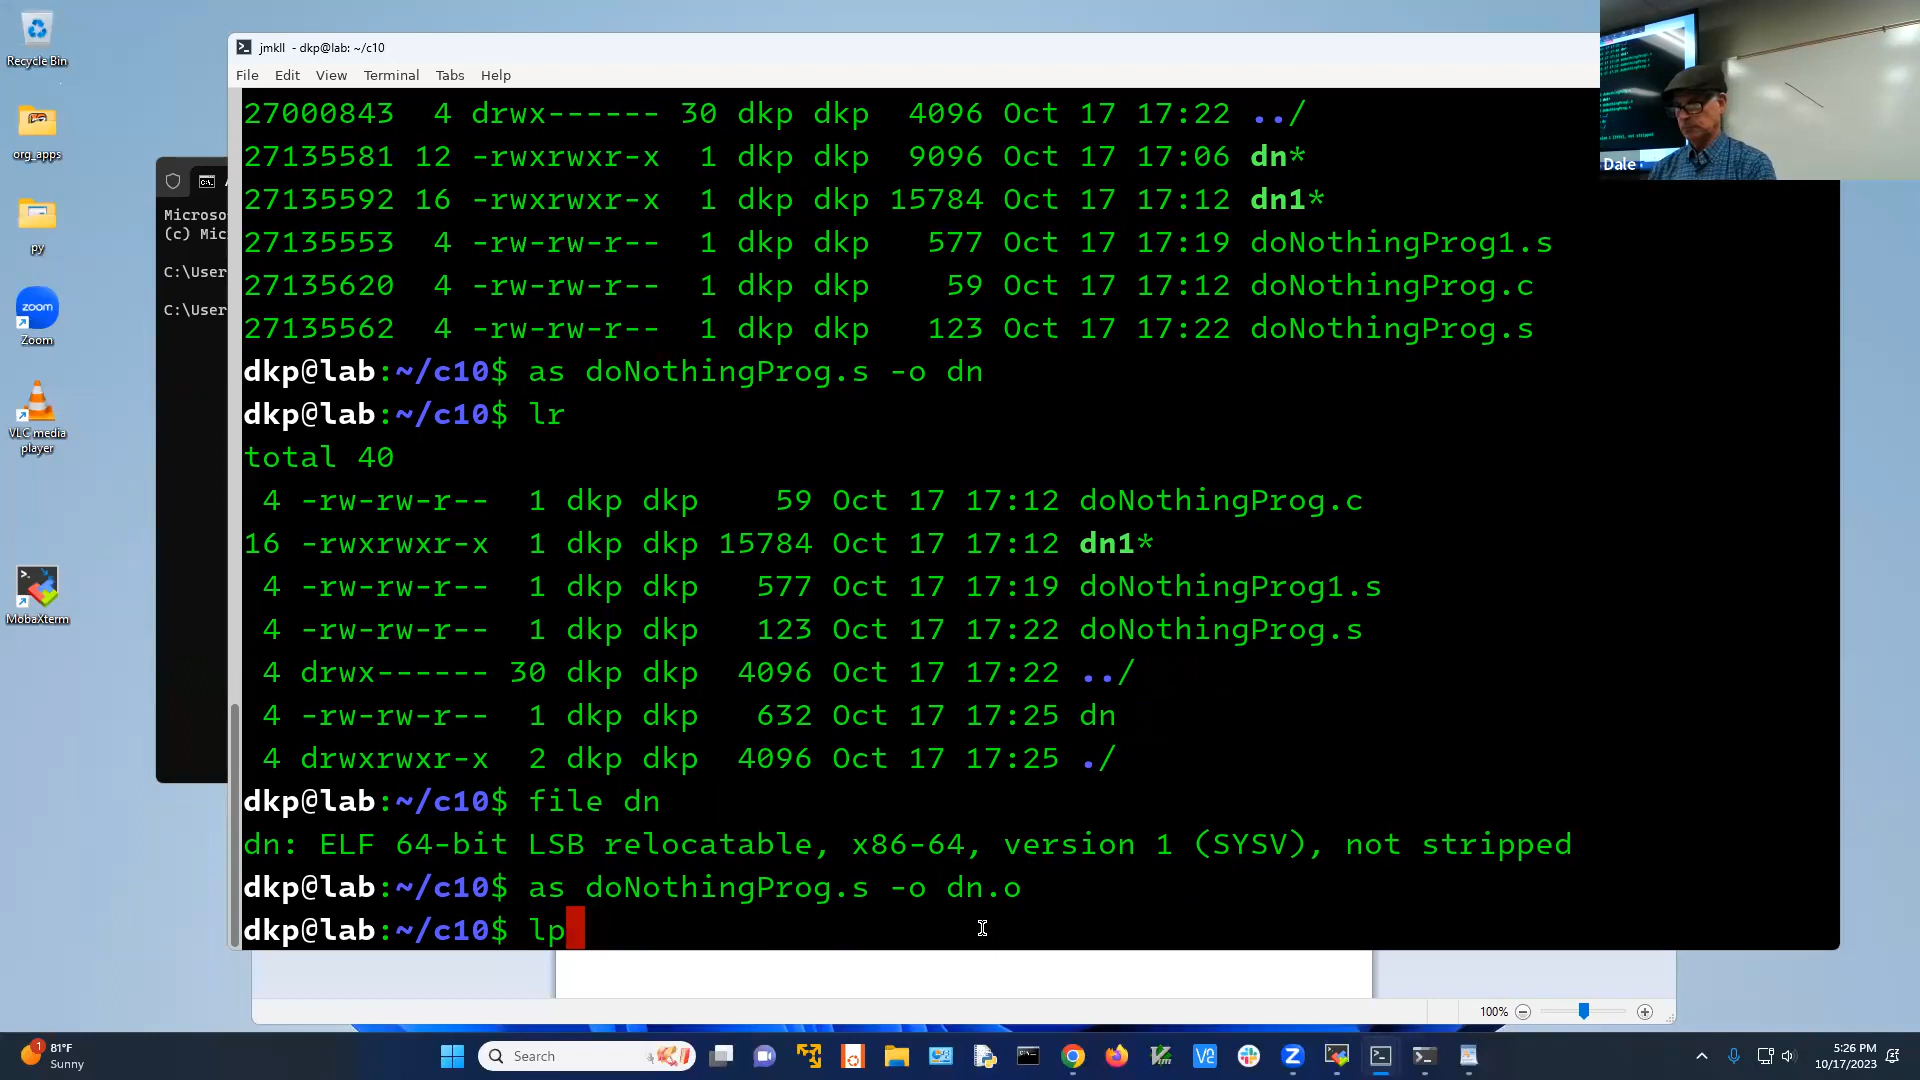 Recycle Bin
org_apps
py
zoom
Zoom
VLC media
player
MobaXterm
Microso
(c) Mic
C:\User
C:\User
jmkll - dkp@lab: ~/c10
File Edit View Terminal Tabs Help
27000843 4 drwx------ 30 dkp dkp 4096 Oct 17 17:22 ../
27135581 12 -rwxrwxr-x 1 dkp dkp 9096 Oct 17 17:06 dn*
27135592 16 -rwxrwxr-x 1 dkp dkp 15784 Oct 17 17:12 dn1*
27135553 4 -rw-rw-r-- 1 dkp dkp 577 Oct 17 17:19 doNothingProg1.s
27135620 4 -rw-rw-r-- 1 dkp dkp 59 Oct 17 17:12 doNothingProg.c
27135562 4 -rw-rw-r-- 1 dkp dkp 123 Oct 17 17:22 doNothingProg.s
dkp@lab:~/c10$ as doNothingProg.s -o dn
dkp@lab:~/c10$ lr
total 40
4 -rw-rw-r-- 1 dkp dkp 59 Oct 17 17:12 doNothingProg.c
16 -rwxrwxr-x 1 dkp dkp 15784 Oct 17 17:12 dn1*
4 -rw-rw-r-- 1 dkp dkp 577 Oct 17 17:19 doNothingProg1.s
4 -rw-rw-r-- 1 dkp dkp 123 Oct 17 17:22 doNothingProg.s
4 drwx------ 30 dkp dkp 4096 Oct 17 17:22 ../
4 -rw-rw-r-- 1 dkp dkp 632 Oct 17 17:25 dn
4 drwxrwxr-x 2 dkp dkp 4096 Oct 17 17:25 ./
dkp@lab:~/c10$ file dn
dn: ELF 64-bit LSB relocatable, x86-64, version 1 (SYSV), not stripped
dkp@lab:~/c10$ as doNothingProg.s -o dn.o
dkp@lab:~/c10$ lp
Dale
100%
1
81°F
Sunny
Search
5:26 PM
10/17/2023